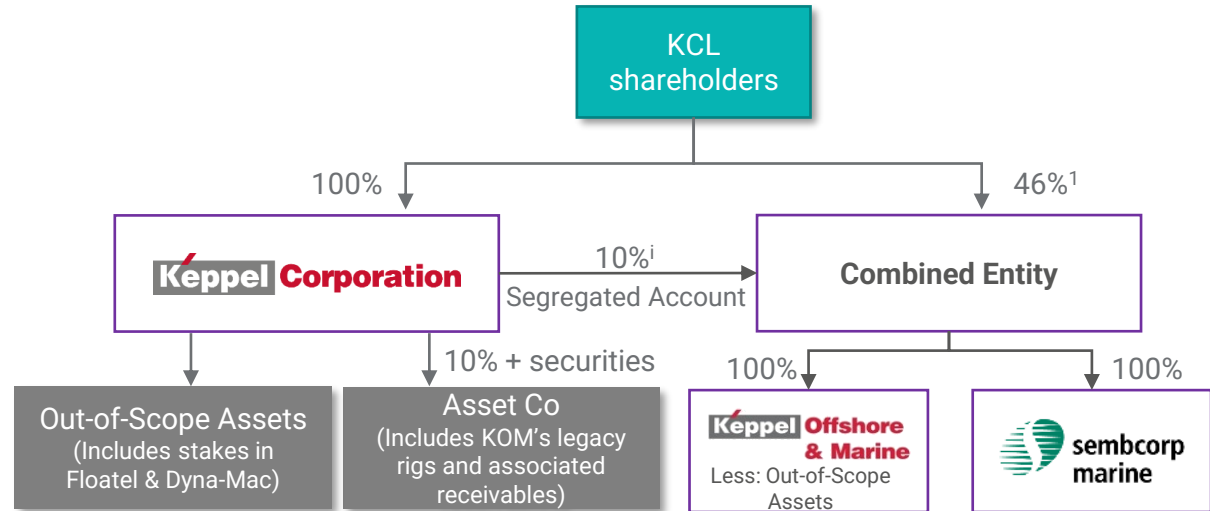 KCL
shareholders
100%
46%¹
Keppel Corporation
10%ⁱ
Segregated Account
Combined Entity
10% + securities
100%
100%
Out-of-Scope Assets
(Includes stakes in
Floatel & Dyna-Mac)
Asset Co
(Includes KOM’s legacy
rigs and associated
receivables)
Keppel Offshore
& Marine
Less: Out-of-Scope
Assets
sembcorp
marine